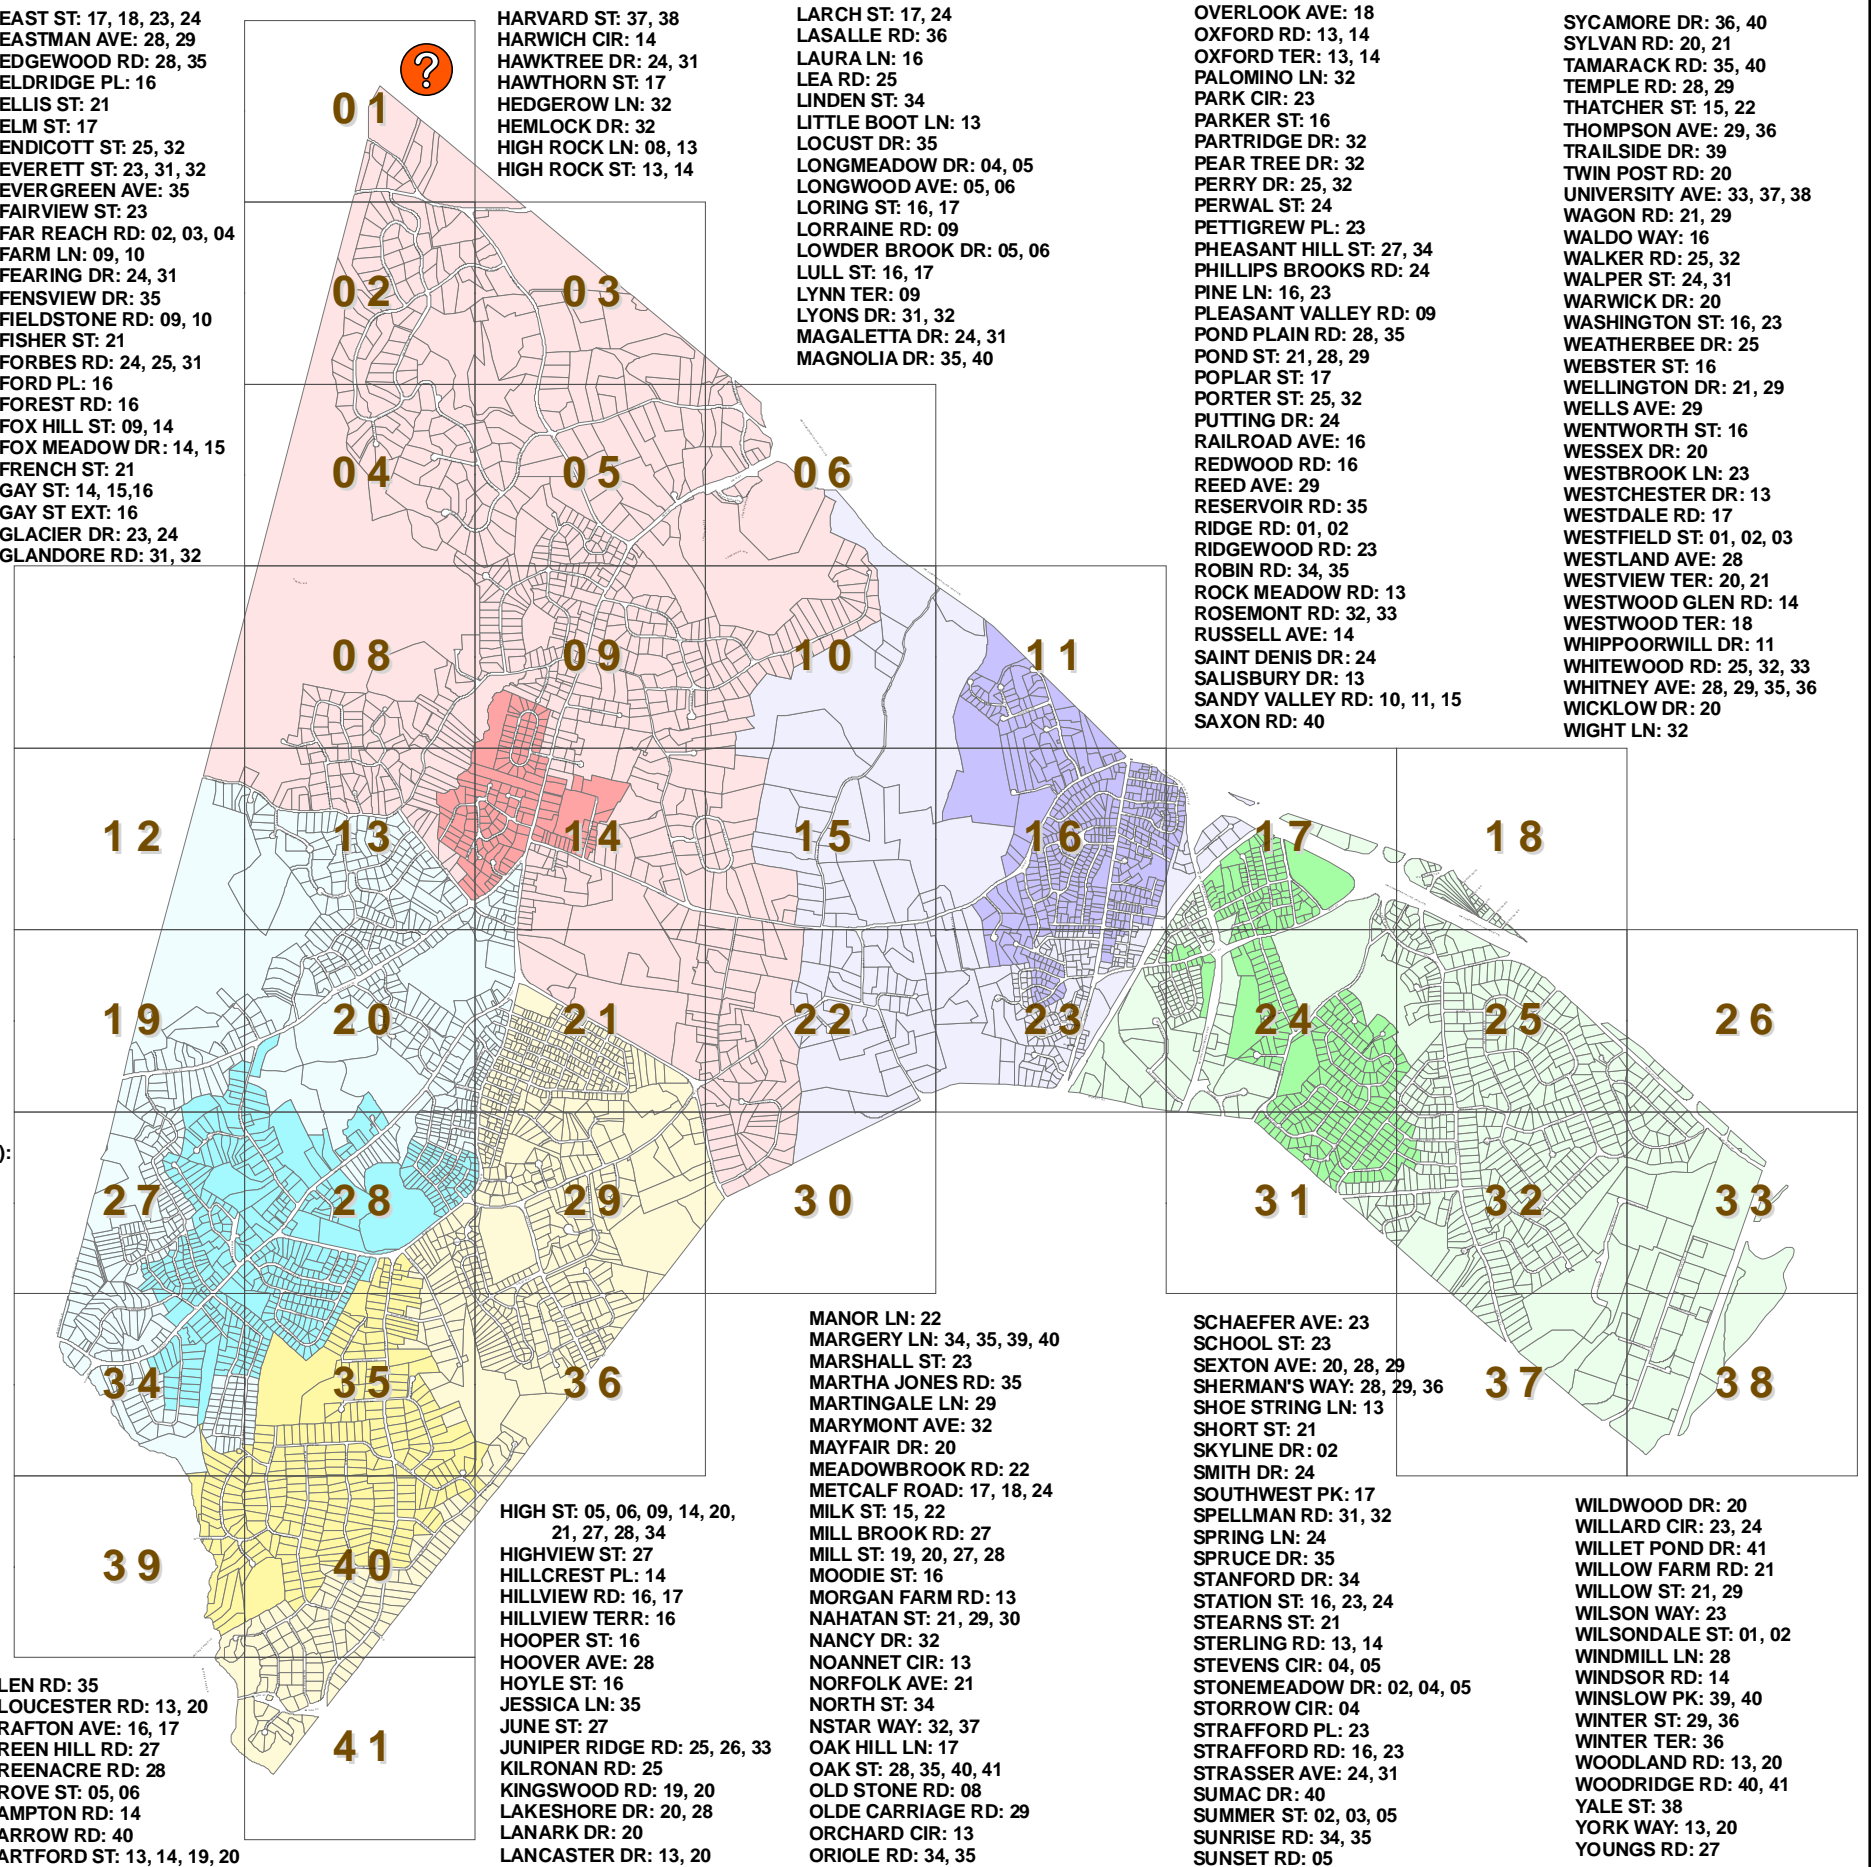 EAST ST: 17, 18, 23, 24
EASTMAN AVE: 28, 29
EDGEWOOD RD: 28, 35
ELDRIDGE PL: 16
ELLIS ST: 21
ELM ST: 17
ENDICOTT ST: 25, 32
EVERETT ST: 23, 31, 32
EVERGREEN AVE: 35
FAIRVIEW ST: 23
FAR REACH RD: 02, 03, 04
FARM LN: 09, 10
FEARING DR: 24, 31
FENSVIEW DR: 35
FIELDSTONE RD: 09, 10
FISHER ST: 21
FORBES RD: 24, 25, 31
FORD PL: 16
FOREST RD: 16
FOX HILL ST: 09, 14
FOX MEADOW DR: 14, 15
FRENCH ST: 21
GAY ST: 14, 15,16
GAY ST EXT: 16
GLACIER DR: 23, 24
GLANDORE RD: 31, 32
HARVARD ST: 37, 38
HARWICH CIR: 14
HAWKTREE DR: 24, 31
HAWTHORN ST: 17
HEDGEROW LN: 32
HEMLOCK DR: 32
HIGH ROCK LN: 08, 13
HIGH ROCK ST: 13, 14
LARCH ST: 17, 24
LASALLE RD: 36
LAURA LN: 16
LEA RD: 25
LINDEN ST: 34
LITTLE BOOT LN: 13
LOCUST DR: 35
LONGMEADOW DR: 04, 05
LONGWOOD AVE: 05, 06
LORING ST: 16, 17
LORRAINE RD: 09
LOWDER BROOK DR: 05, 06
LULL ST: 16, 17
LYNN TER: 09
LYONS DR: 31, 32
MAGALETTA DR: 24, 31
MAGNOLIA DR: 35, 40
OVERLOOK AVE: 18
OXFORD RD: 13, 14
OXFORD TER: 13, 14
PALOMINO LN: 32
PARK CIR: 23
PARKER ST: 16
PARTRIDGE DR: 32
PEAR TREE DR: 32
PERRY DR: 25, 32
PERWAL ST: 24
PETTIGREW PL: 23
PHEASANT HILL ST: 27, 34
PHILLIPS BROOKS RD: 24
PINE LN: 16, 23
PLEASANT VALLEY RD: 09
POND PLAIN RD: 28, 35
POND ST: 21, 28, 29
POPLAR ST: 17
PORTER ST: 25, 32
PUTTING DR: 24
RAILROAD AVE: 16
REDWOOD RD: 16
REED AVE: 29
RESERVOIR RD: 35
RIDGE RD: 01, 02
RIDGEWOOD RD: 23
ROBIN RD: 34, 35
ROCK MEADOW RD: 13
ROSEMONT RD: 32, 33
RUSSELL AVE: 14
SAINT DENIS DR: 24
SALISBURY DR: 13
SANDY VALLEY RD: 10, 11, 15
SAXON RD: 40
SYCAMORE DR: 36, 40
SYLVAN RD: 20, 21
TAMARACK RD: 35, 40
TEMPLE RD: 28, 29
THATCHER ST: 15, 22
THOMPSON AVE: 29, 36
TRAILSIDE DR: 39
TWIN POST RD: 20
UNIVERSITY AVE: 33, 37, 38
WAGON RD: 21, 29
WALDO WAY: 16
WALKER RD: 25, 32
WALPER ST: 24, 31
WARWICK DR: 20
WASHINGTON ST: 16, 23
WEATHERBEE DR: 25
WEBSTER ST: 16
WELLINGTON DR: 21, 29
WELLS AVE: 29
WENTWORTH ST: 16
WESSEX DR: 20
WESTBROOK LN: 23
WESTCHESTER DR: 13
WESTDALE RD: 17
WESTFIELD ST: 01, 02, 03
WESTLAND AVE: 28
WESTVIEW TER: 20, 21
WESTWOOD GLEN RD: 14
WESTWOOD TER: 18
WHIPPOORWILL DR: 11
WHITEWOOD RD: 25, 32, 33
WHITNEY AVE: 28, 29, 35, 36
WICKLOW DR: 20
WIGHT LN: 32
?
01
02 03
04 05 06
08 09 10 11
12 13 14 15 16 17 18
19 20 21 22 23 24 25 26
):
27 28 29 30 31 32 33
34 35 36 37 38
39 40
41
LEN RD: 35
LOUCESTER RD: 13, 20
RAFTON AVE: 16, 17
REEN HILL RD: 27
REENACRE RD: 28
ROVE ST: 05, 06
AMPTON RD: 14
ARROW RD: 40
ARTFORD ST: 13, 14, 19, 20
HIGH ST: 05, 06, 09, 14, 20,
21, 27, 28, 34
HIGHVIEW ST: 27
HILLCREST PL: 14
HILLVIEW RD: 16, 17
HILLVIEW TERR: 16
HOOPER ST: 16
HOOVER AVE: 28
HOYLE ST: 16
JESSICA LN: 35
JUNE ST: 27
JUNIPER RIDGE RD: 25, 26, 33
KILRONAN RD: 25
KINGSWOOD RD: 19, 20
LAKESHORE DR: 20, 28
LANARK DR: 20
LANCASTER DR: 13, 20
MANOR LN: 22
MARGERY LN: 34, 35, 39, 40
MARSHALL ST: 23
MARTHA JONES RD: 35
MARTINGALE LN: 29
MARYMONT AVE: 32
MAYFAIR DR: 20
MEADOWBROOK RD: 22
METCALF ROAD: 17, 18, 24
MILK ST: 15, 22
MILL BROOK RD: 27
MILL ST: 19, 20, 27, 28
MOODIE ST: 16
MORGAN FARM RD: 13
NAHATAN ST: 21, 29, 30
NANCY DR: 32
NOANNET CIR: 13
NORFOLK AVE: 21
NORTH ST: 34
NSTAR WAY: 32, 37
OAK HILL LN: 17
OAK ST: 28, 35, 40, 41
OLD STONE RD: 08
OLDE CARRIAGE RD: 29
ORCHARD CIR: 13
ORIOLE RD: 34, 35
SCHAEFER AVE: 23
SCHOOL ST: 23
SEXTON AVE: 20, 28, 29
SHERMAN'S WAY: 28, 29, 36
SHOE STRING LN: 13
SHORT ST: 21
SKYLINE DR: 02
SMITH DR: 24
SOUTHWEST PK: 17
SPELLMAN RD: 31, 32
SPRING LN: 24
SPRUCE DR: 35
STANFORD DR: 34
STATION ST: 16, 23, 24
STEARNS ST: 21
STERLING RD: 13, 14
STEVENS CIR: 04, 05
STONEMEADOW DR: 02, 04, 05
STORROW CIR: 04
STRAFFORD PL: 23
STRAFFORD RD: 16, 23
STRASSER AVE: 24, 31
SUMAC DR: 40
SUMMER ST: 02, 03, 05
SUNRISE RD: 34, 35
SUNSET RD: 05
WILDWOOD DR: 20
WILLARD CIR: 23, 24
WILLET POND DR: 41
WILLOW FARM RD: 21
WILLOW ST: 21, 29
WILSON WAY: 23
WILSONDALE ST: 01, 02
WINDMILL LN: 28
WINDSOR RD: 14
WINSLOW PK: 39, 40
WINTER ST: 29, 36
WINTER TER: 36
WOODLAND RD: 13, 20
WOODRIDGE RD: 40, 41
YALE ST: 38
YORK WAY: 13, 20
YOUNGS RD: 27